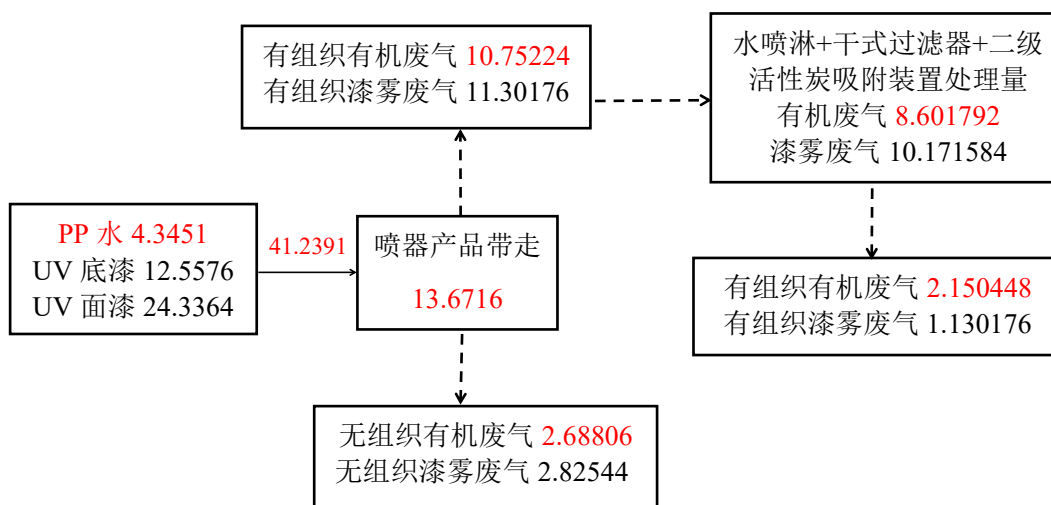 有组织有机废气 10.75224
有组织漆雾废气 11.30176
水喷淋+干式过滤器+二级
活性炭吸附装置处理量
有机废气 8.601792
漆雾废气 10.171584
PP 水 4.3451
UV 底漆 12.5576
UV 面漆 24.3364
41.2391
喷器产品带走
13.6716
有组织有机废气 2.150448
有组织漆雾废气 1.130176
无组织有机废气 2.68806
无组织漆雾废气 2.82544